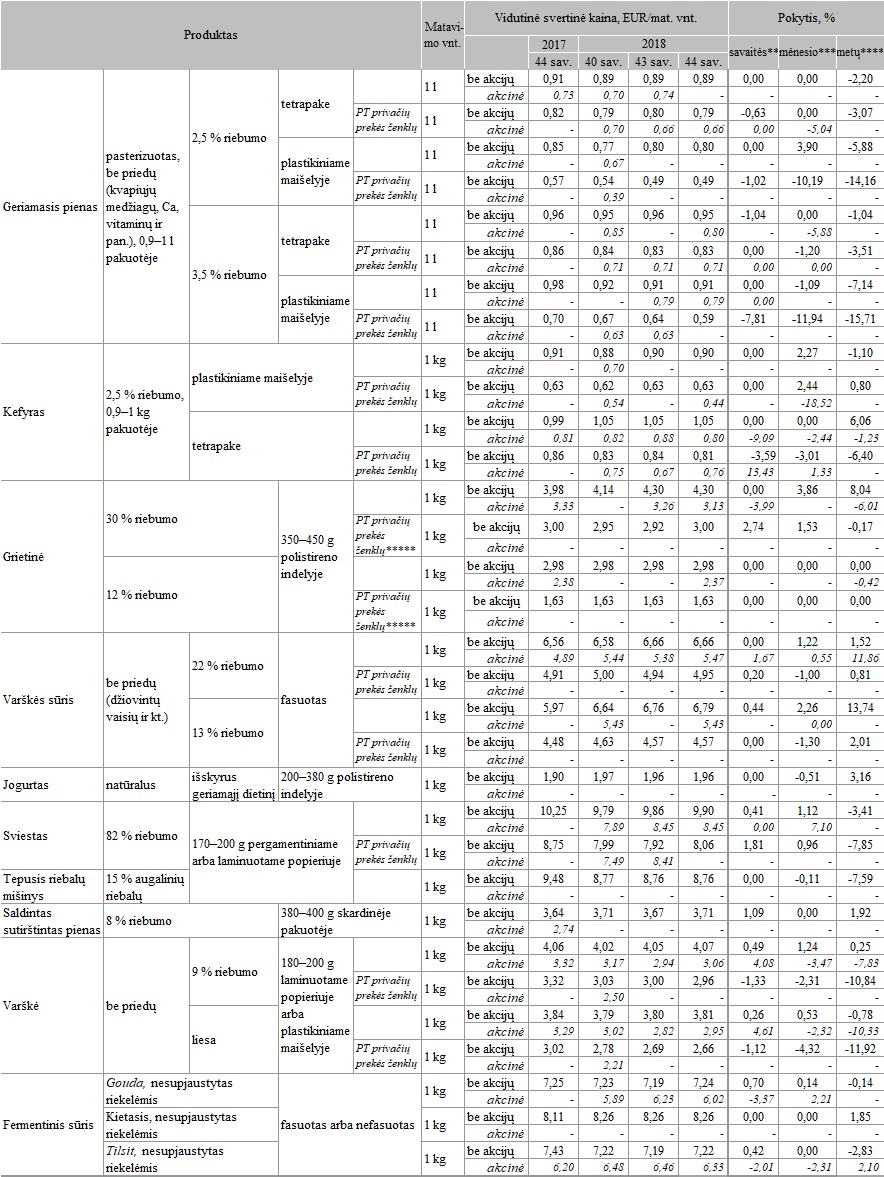 Produktas
Matavi-
mo vnt.
Vidutinė svertinė kaina, EUR/mat. vnt.
Pokytis, %
2017
2018
savaitės**
mėnesio***
metų****
44 sav.
40 sav.
43 sav.
44 sav.
Geriamasis pienas
pasterizuotas,
be priedų
(kvapiųjų
medžiagų, Ca,
vitaminų ir
pan.), 0,9–1 l
pakuotėje
2,5 % riebumo
tetrapake
1 l
be akcijų 0,91 0,89 0,89 0,89 0,00 0,00 -2,20
akcinė 0,73 0,70 0,74 - - - -
PT privačių
prekės ženklų
1 l
be akcijų 0,82 0,79 0,80 0,79 -0,63 0,00 -3,07
akcinė - 0,70 0,66 0,66 0,00 -5,04 -
plastikiniame
maišelyje
1 l
be akcijų 0,85 0,77 0,80 0,80 0,00 3,90 -5,88
akcinė - 0,67 - - - - -
PT privačių
prekės ženklų
1 l
be akcijų 0,57 0,54 0,49 0,49 -1,02 -10,19 -14,16
akcinė - 0,39 - - - - -
3,5 % riebumo
tetrapake
1 l
be akcijų 0,96 0,95 0,96 0,95 -1,04 0,00 -1,04
akcinė - 0,85 - 0,80 - -5,88 -
PT privačių
prekės ženklų
1 l
be akcijų 0,86 0,84 0,83 0,83 0,00 -1,20 -3,51
akcinė - 0,71 0,71 0,71 0,00 0,00 -
plastikiniame
maišelyje
1 l
be akcijų 0,98 0,92 0,91 0,91 0,00 -1,09 -7,14
akcinė - - 0,79 0,79 0,00 - -
PT privačių
prekės ženklų
1 l
be akcijų 0,70 0,67 0,64 0,59 -7,81 -11,94 -15,71
akcinė - 0,63 0,63 - - - -
Kefyras
2,5 % riebumo,
0,9–1 kg
pakuotėje
plastikiniame maišelyje
1 kg
be akcijų 0,91 0,88 0,90 0,90 0,00 2,27 -1,10
akcinė - 0,70 - - - - -
PT privačių
prekės ženklų
1 kg
be akcijų 0,63 0,62 0,63 0,63 0,00 2,44 0,80
akcinė - 0,54 - 0,44 - -18,52 -
tetrapake
1 kg
be akcijų 0,99 1,05 1,05 1,05 0,00 0,00 6,06
akcinė 0,81 0,82 0,88 0,80 -9,09 -2,44 -1,23
PT privačių
prekės ženklų
1 kg
be akcijų 0,86 0,83 0,84 0,81 -3,59 -3,01 -6,40
akcinė - 0,75 0,67 0,76 13,43 1,33 -
Grietinė
30 % riebumo
350–450 g
polistireno
indelyje
1 kg
be akcijų 3,98 4,14 4,30 4,30 0,00 3,86 8,04
akcinė 3,33 - 3,26 3,13 -3,99 - -6,01
PT privačių
prekės
ženklų*****
1 kg
be akcijų 3,00 2,95 2,92 3,00 2,74 1,53 -0,17
akcinė - - - - - - -
12 % riebumo
1 kg
be akcijų 2,98 2,98 2,98 2,98 0,00 0,00 0,00
akcinė 2,38 - - 2,37 - - -0,42
PT privačių
prekės
ženklų*****
1 kg
be akcijų 1,63 1,63 1,63 1,63 0,00 0,00 0,00
akcinė - - - - - - -
Varškės sūris
be priedų
(džiovintų
vaisių ir kt.)
22 % riebumo
fasuotas
1 kg
be akcijų 6,56 6,58 6,66 6,66 0,00 1,22 1,52
akcinė 4,89 5,44 5,38 5,47 1,67 0,55 11,86
PT privačių
prekės ženklų
1 kg
be akcijų 4,91 5,00 4,94 4,95 0,20 -1,00 0,81
akcinė - - - - - - -
13 % riebumo
1 kg
be akcijų 5,97 6,64 6,76 6,79 0,44 2,26 13,74
akcinė - 5,43 - 5,43 - 0,00 -
PT privačių
prekės ženklų
1 kg
be akcijų 4,48 4,63 4,57 4,57 0,00 -1,30 2,01
akcinė - - - - - - -
Jogurtas
natūralus
išskyrus
geriamąjį dietinį
200–380 g polistireno
indelyje
1 kg
be akcijų 1,90 1,97 1,96 1,96 0,00 -0,51 3,16
akcinė - - - - - - -
Sviestas
82 % riebumo
170–200 g pergamentiniame
arba laminuotame popieriuje
1 kg
be akcijų 10,25 9,79 9,86 9,90 0,41 1,12 -3,41
akcinė - 7,89 8,45 8,45 0,00 7,10 -
PT privačių
prekės ženklų
1 kg
be akcijų 8,75 7,99 7,92 8,06 1,81 0,96 -7,85
akcinė - 7,49 8,41 - - - -
Tepusis riebalų
mišinys
15 % augalinių
riebalų
1 kg
be akcijų 9,48 8,77 8,76 8,76 0,00 -0,11 -7,59
akcinė - - - - - - -
Saldintas
sutirštintas pienas
8 % riebumo
380–400 g skardinėje
pakuotėje
1 kg
be akcijų 3,64 3,71 3,67 3,71 1,09 0,00 1,92
akcinė 2,74 - - - - - -
Varškė
be priedų
9 % riebumo
180–200 g
laminuotame
popieriuje
arba
plastikiniame
maišelyje
1 kg
be akcijų 4,06 4,02 4,05 4,07 0,49 1,24 0,25
akcinė 3,32 3,17 2,94 3,06 4,08 -3,47 -7,83
PT privačių
prekės ženklų
1 kg
be akcijų 3,32 3,03 3,00 2,96 -1,33 -2,31 -10,84
akcinė - 2,50 - - - - -
liesa
1 kg
be akcijų 3,84 3,79 3,80 3,81 0,26 0,53 -0,78
akcinė 3,29 3,02 2,82 2,95 4,61 -2,32 -10,33
PT privačių
prekės ženklų
1 kg
be akcijų 3,02 2,78 2,69 2,66 -1,12 -4,32 -11,92
akcinė - 2,21 - - - - -
Fermentinis sūris
Gouda, nesupjaustytas
riekelėmis
fasuotas arba nefasuotas
1 kg
be akcijų 7,25 7,23 7,19 7,24 0,70 0,14 -0,14
akcinė - 5,89 6,23 6,02 -3,37 2,21 -
Kietasis, nesupjaustytas
riekelėmis
1 kg
be akcijų 8,11 8,26 8,26 8,26 0,00 0,00 1,85
akcinė - - - - - - -
Tilsit, nesupjaustytas
riekelėmis
1 kg
be akcijų 7,43 7,22 7,19 7,22 0,42 0,00 -2,83
akcinė 6,20 6,48 6,46 6,33 -2,01 -2,31 2,10